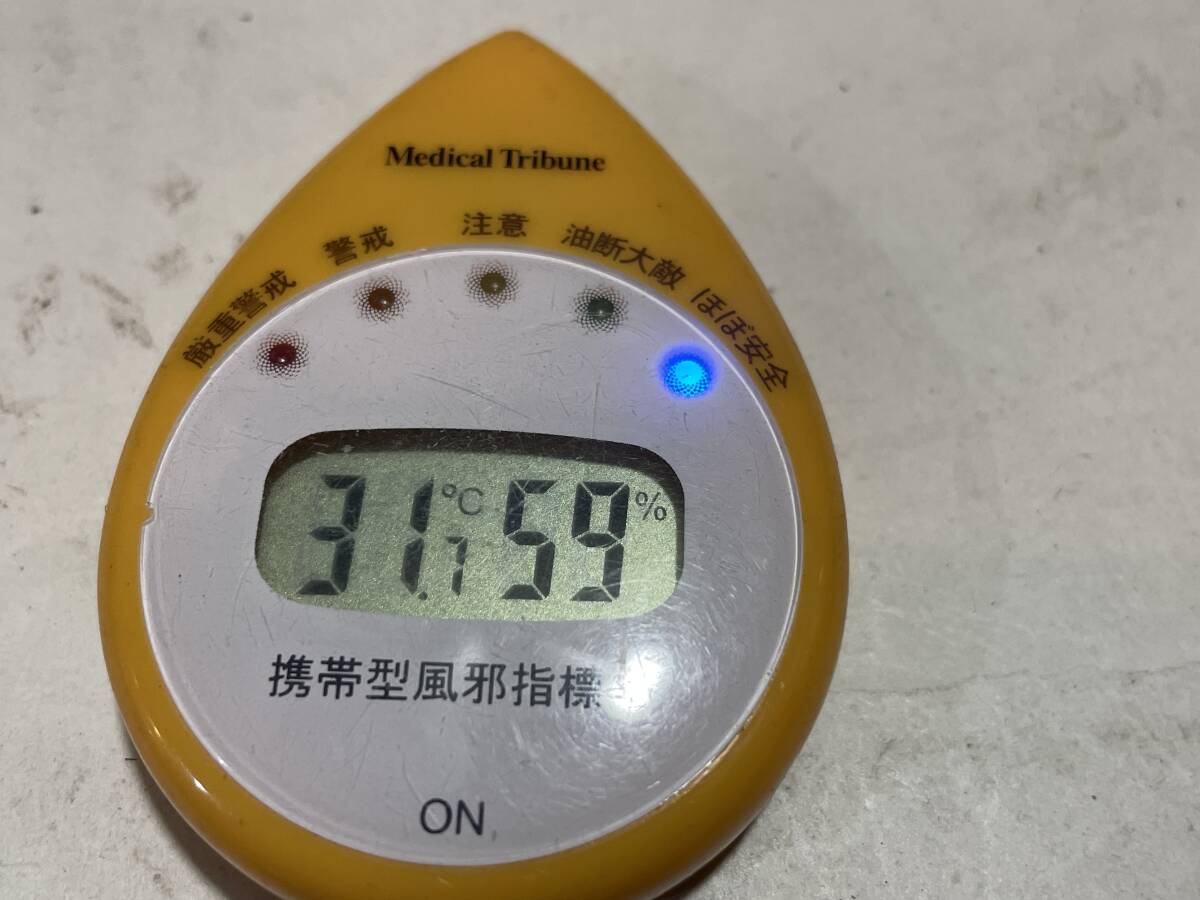 Medical Tribune
厳重警戒
警戒
注意
油断大敵
ほぼ安全
31.1℃ 59%
携帯型風邪指標
ON